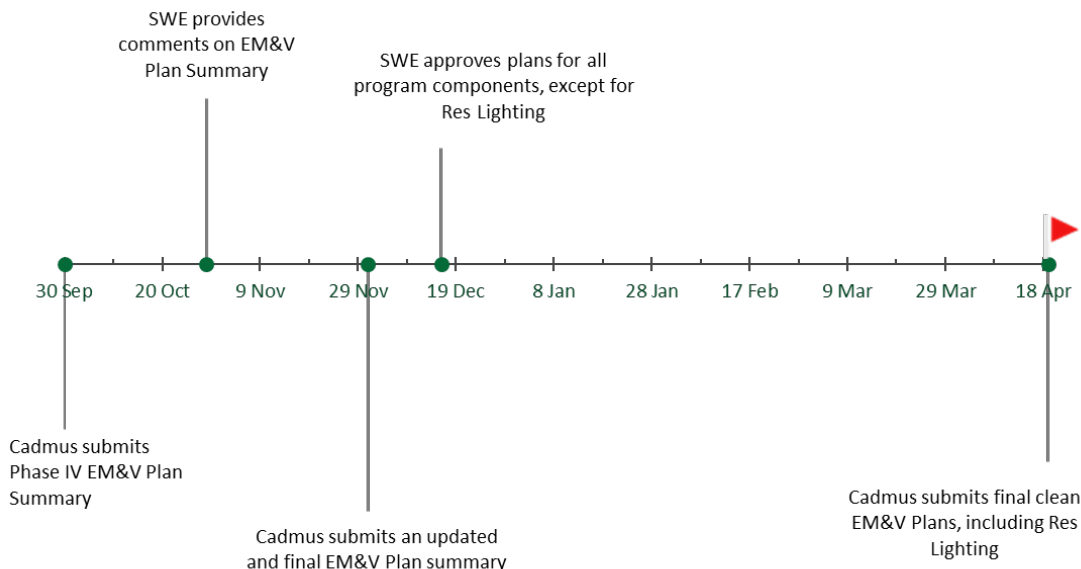 SWE provides
comments on EM&V
Plan Summary
SWE approves plans for all
program components, except for
Res Lighting
30 Sep
20 Oct
9 Nov
29 Nov
19 Dec
8 Jan
28 Jan
17 Feb
9 Mar
29 Mar
18 Apr
Cadmus submits
Phase IV EM&V Plan
Summary
Cadmus submits an updated
and final EM&V Plan summary
Cadmus submits final clean
EM&V Plans, including Res
Lighting